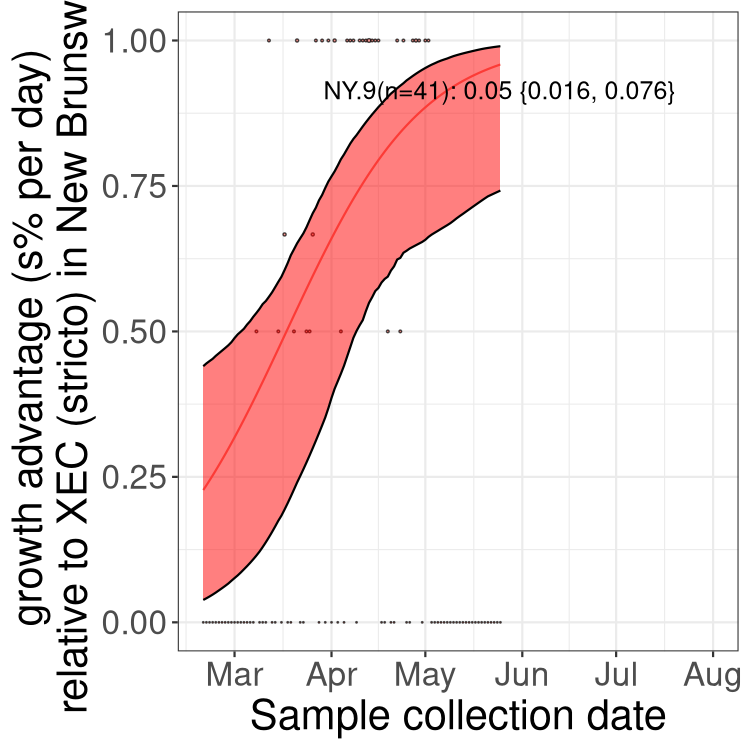 growth advantage (s% per day)
relative to XEC (stricto) in New Brunsw
1.00
0.75
0.50
0.25
0.00
NY.9(n=41): 0.05 {0.016, 0.076}
Mar Apr May Jun Jul Aug
Sample collection date